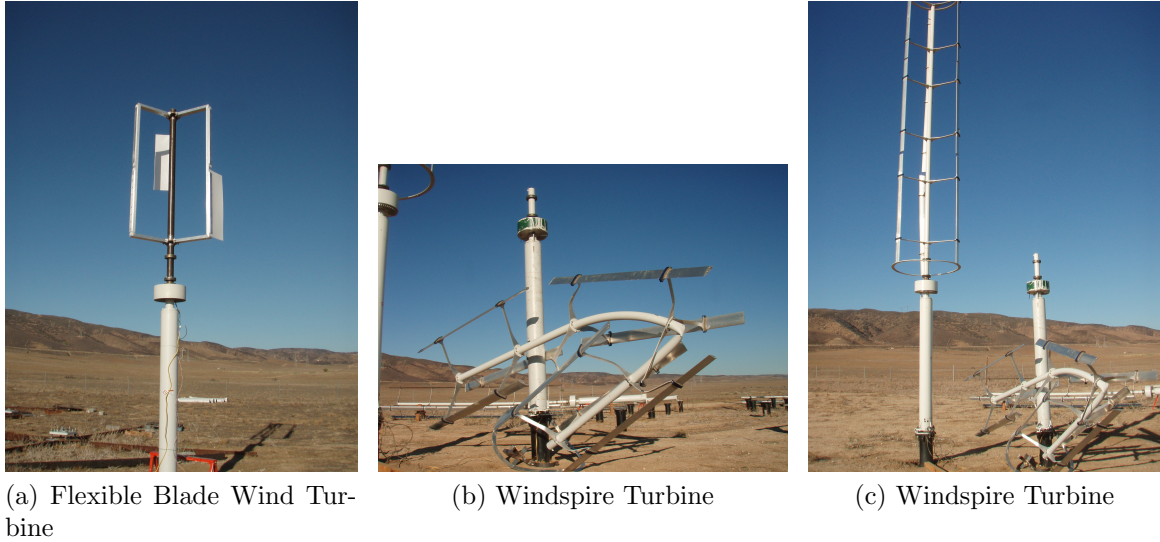 (a) Flexible Blade Wind Tur-
bine
(b) Windspire Turbine
(c) Windspire Turbine